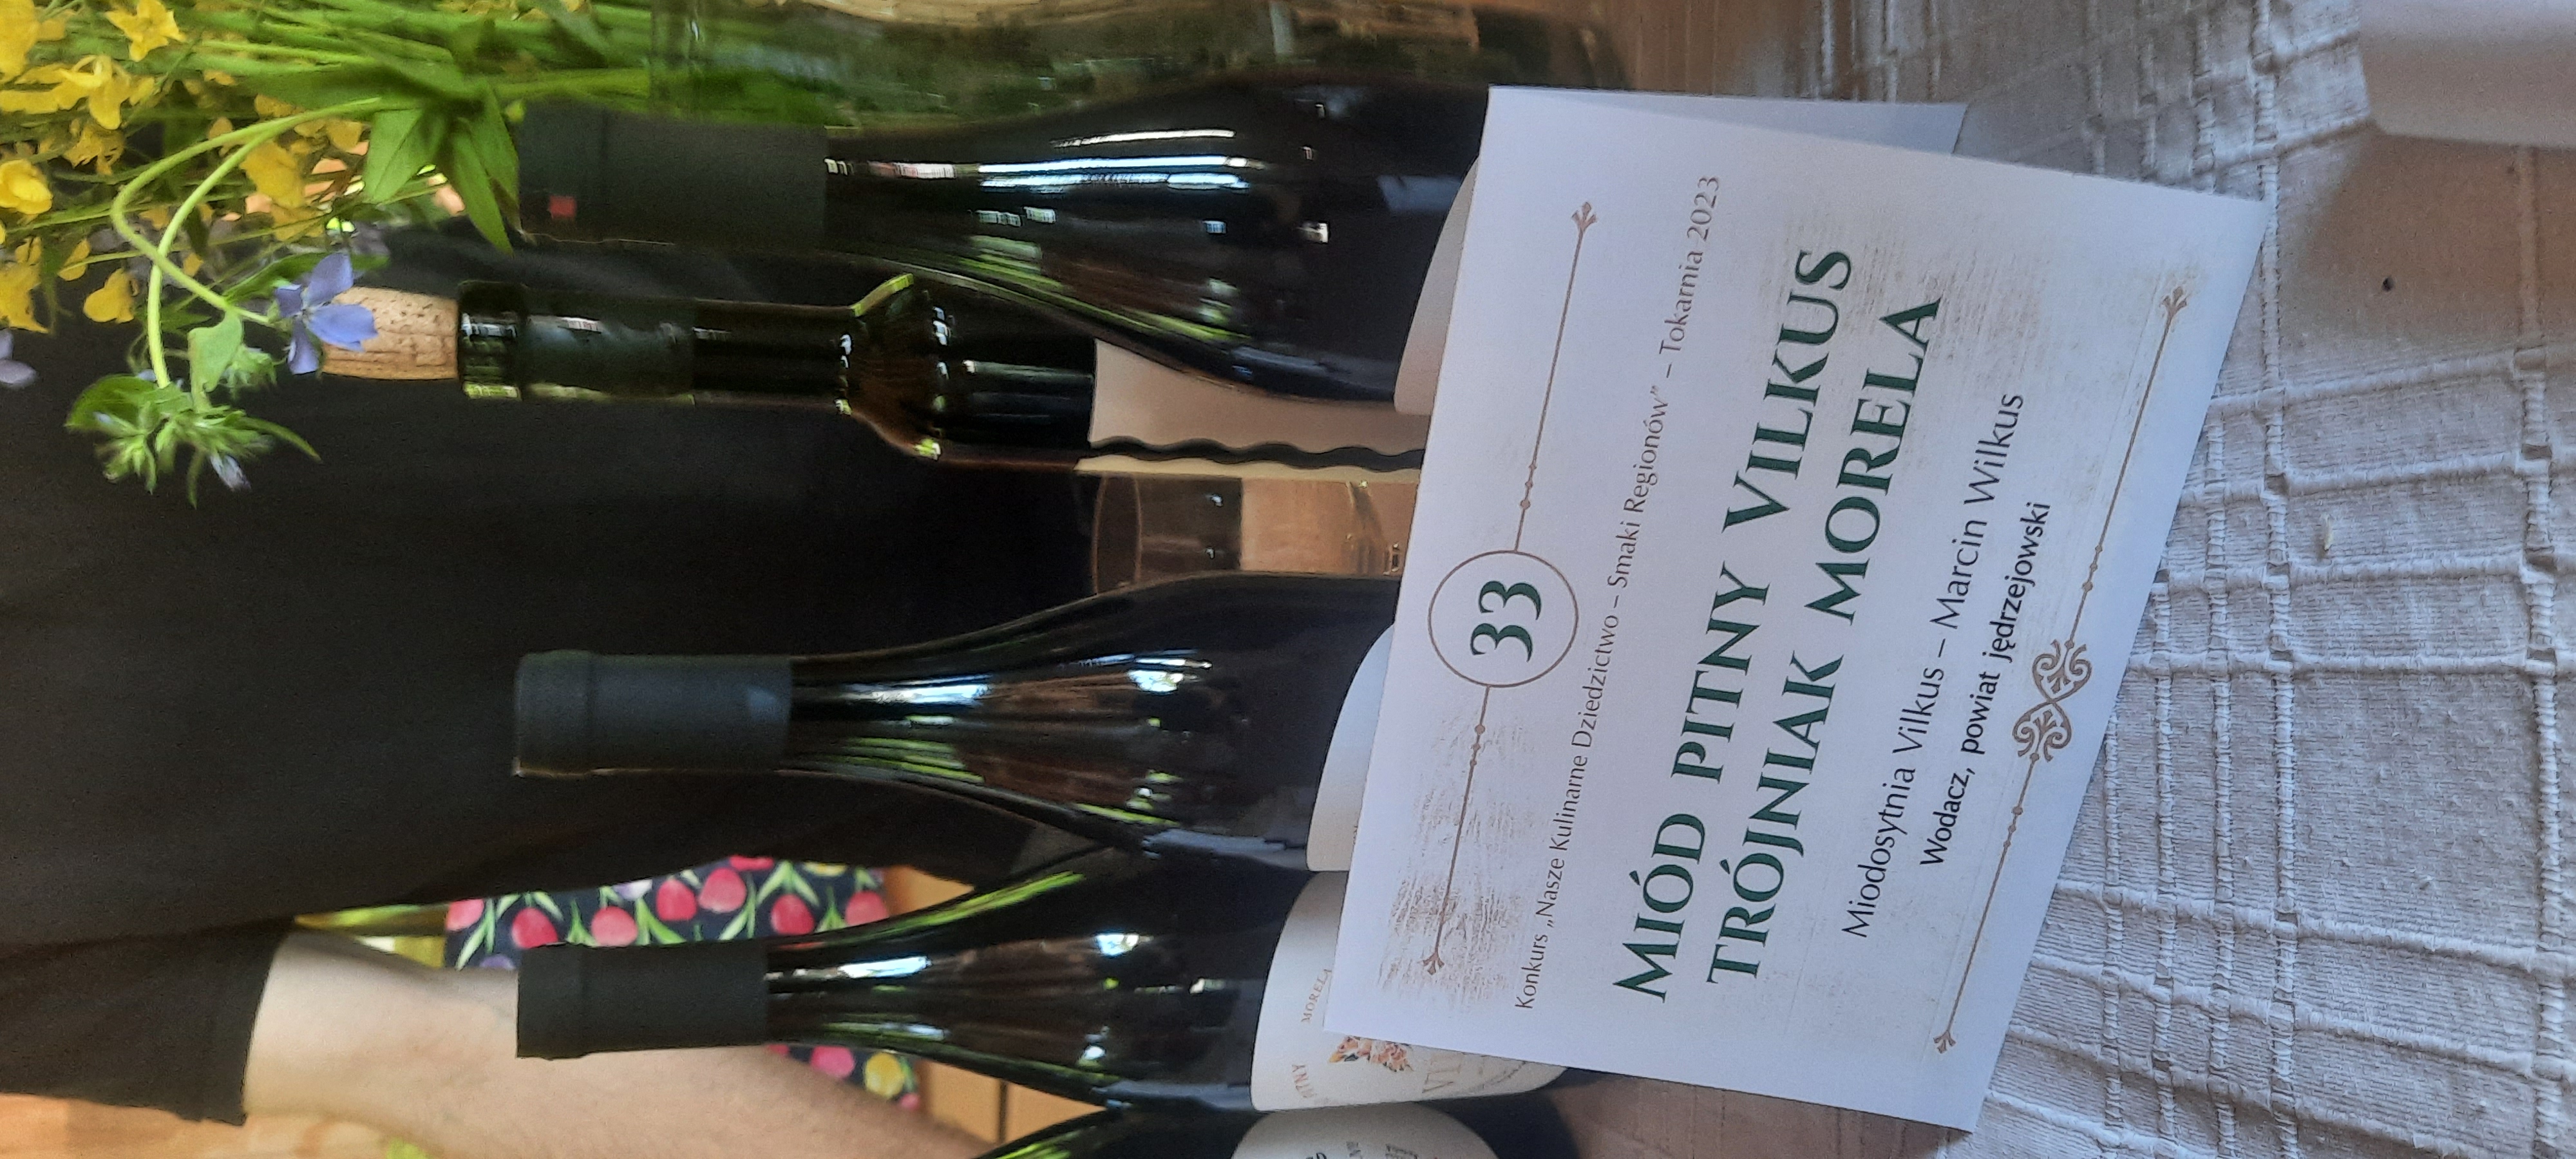 33
Konkurs „Nasze Kulinarne Dziedzictwo – Smaki Regionów” – Tokarnia 2023
MIÓD PITNY VILKUS
TRÓJNIAK MORELA
Miodosytnia Vilkus – Marcin Wilkus
Wodacz, powiat jędrzejowski
MORELA